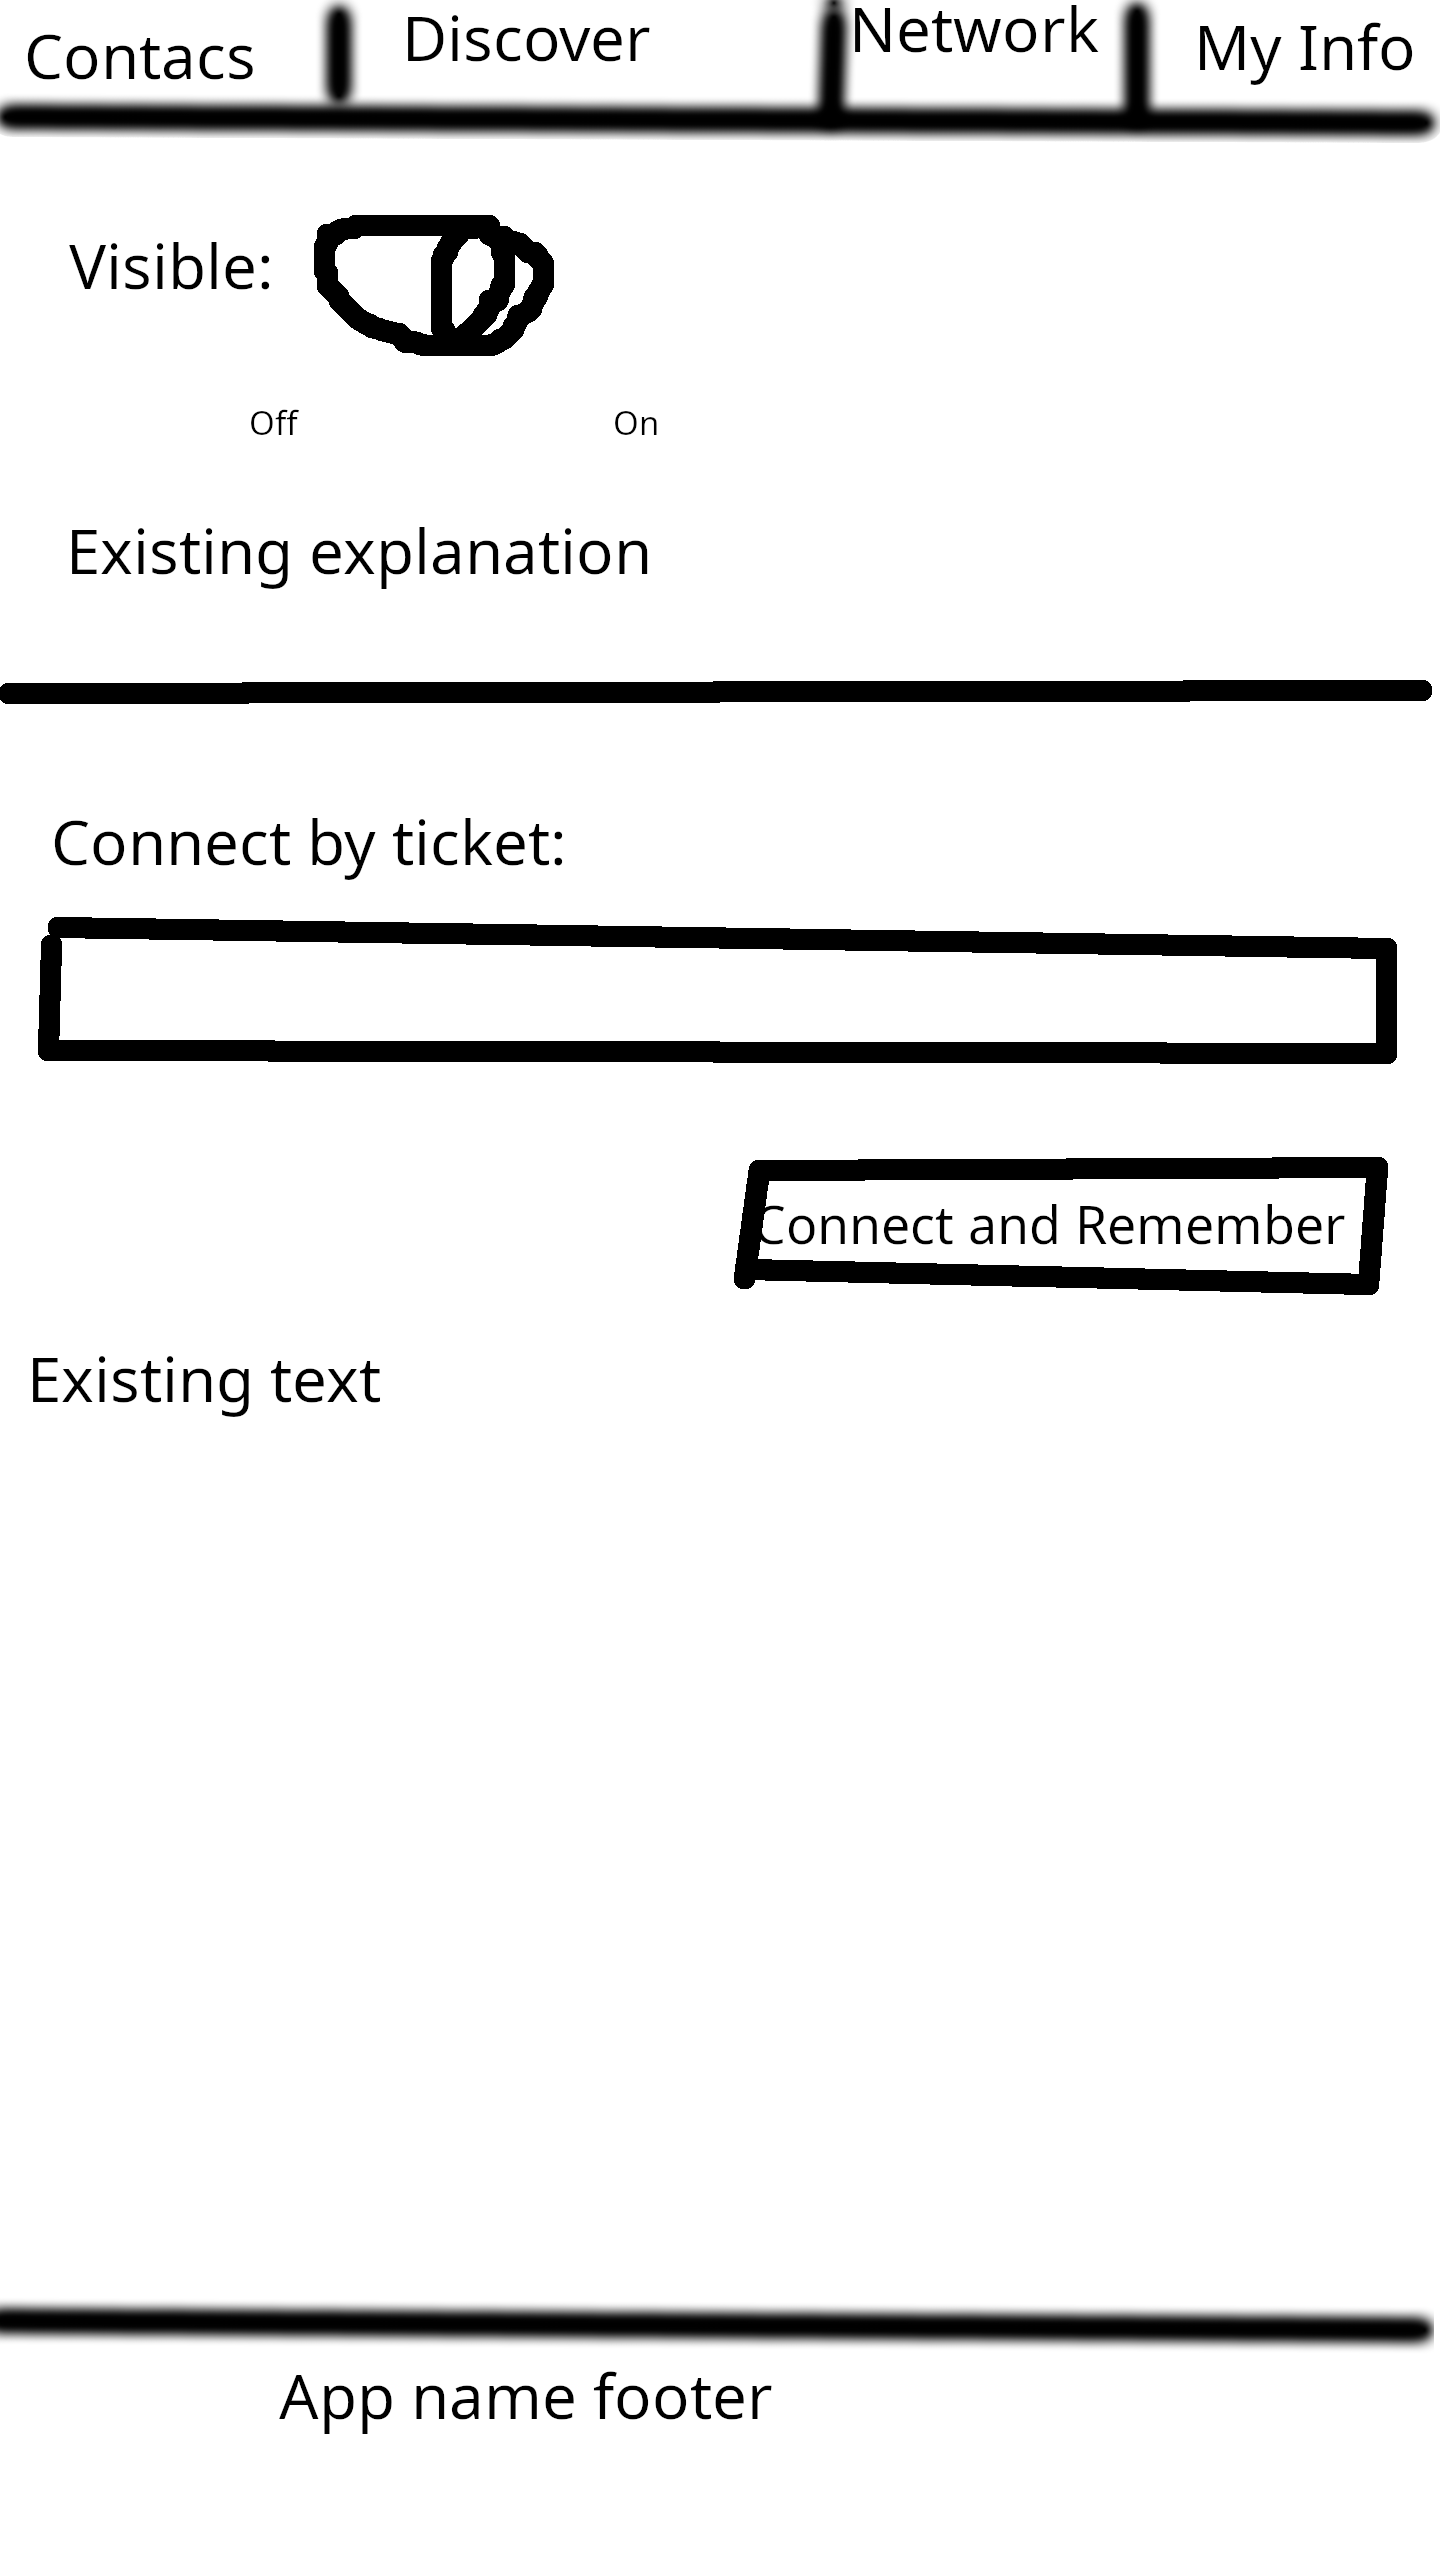 Contacs Discover Network My Info
Visible:
Off On
Existing explanation
Connect by ticket:
Connect and Remember
Existing text
App name footer